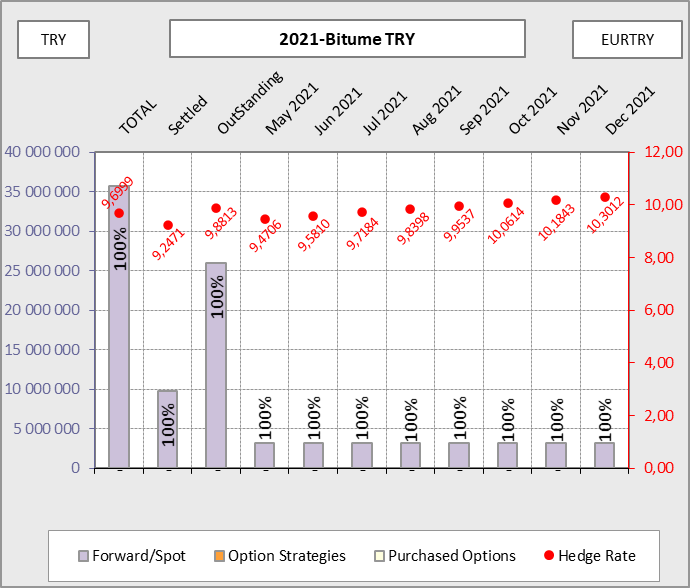 TRY
2021-Bitume TRY
EURTRY
TOTAL
Settled
OutStanding
May 2021
Jun 2021
Jul 2021
Aug 2021
Sep 2021
Oct 2021
Nov 2021
Dec 2021
40 000 000
35 000 000
30 000 000
25 000 000
20 000 000
15 000 000
10 000 000
5 000 000
0
12,00
10,00
8,00
6,00
4,00
2,00
0,00
9,6999
9,2471
9,8813
9,4706
9,5810
9,7184
9,8398
9,9537
10,0614
10,1843
10,3012
100%
100%
100%
100%
100%
100%
100%
100%
100%
100%
100%
Forward/Spot
Option Strategies
Purchased Options
Hedge Rate